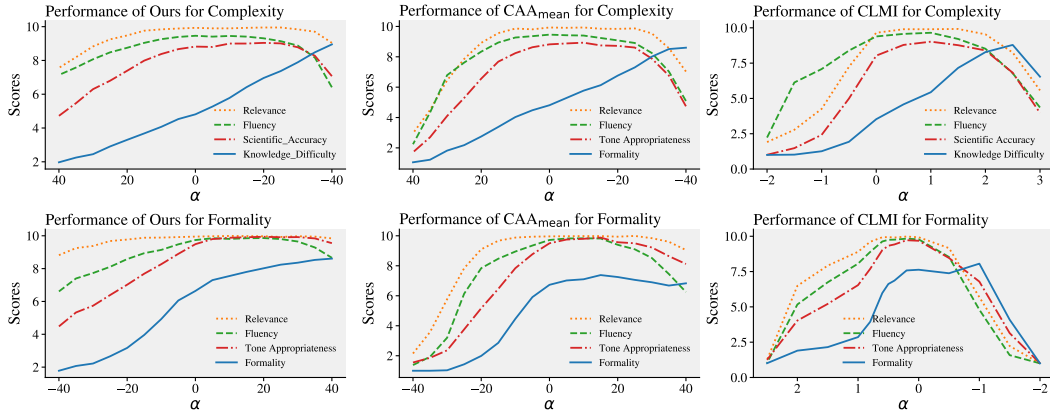 Performance of Ours for Complexity
Scores
10
8
6
4
2
40
20
0
−20
−40
α
Relevance
Fluency
Scientific_Accuracy
Knowledge_Difficulty
Performance of CAAmean for Complexity
Scores
10
8
6
4
2
0
40
20
0
−20
−40
α
Relevance
Fluency
Tone Appropriateness
Formality
Performance of CLMI for Complexity
Scores
10.0
7.5
5.0
2.5
0.0
−2
−1
0
1
2
3
α
Relevance
Fluency
Scientific Accuracy
Knowledge Difficulty
Performance of Ours for Formality
Scores
10
8
6
4
2
−40
−20
0
20
40
α
Relevance
Fluency
Tone Appropriateness
Formality
Performance of CAAmean for Formality
Scores
10
8
6
4
2
−40
−20
0
20
40
α
Relevance
Fluency
Tone Appropriateness
Formality
Performance of CLMI for Formality
Scores
10.0
7.5
5.0
2.5
0.0
2
1
0
−1
−2
α
Relevance
Fluency
Tone Appropriateness
Formality